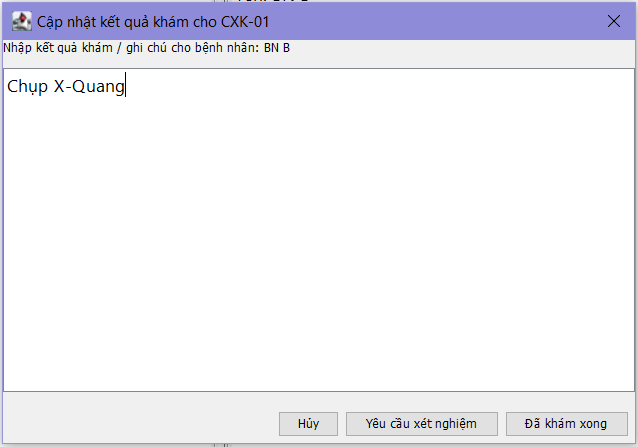 Cập nhật kết quả khám cho CXK-01
Nhập kết quả khám / ghi chú cho bệnh nhân: BN B
Chụp X-Quang
Hủy
Yêu cầu xét nghiệm
Đã khám xong